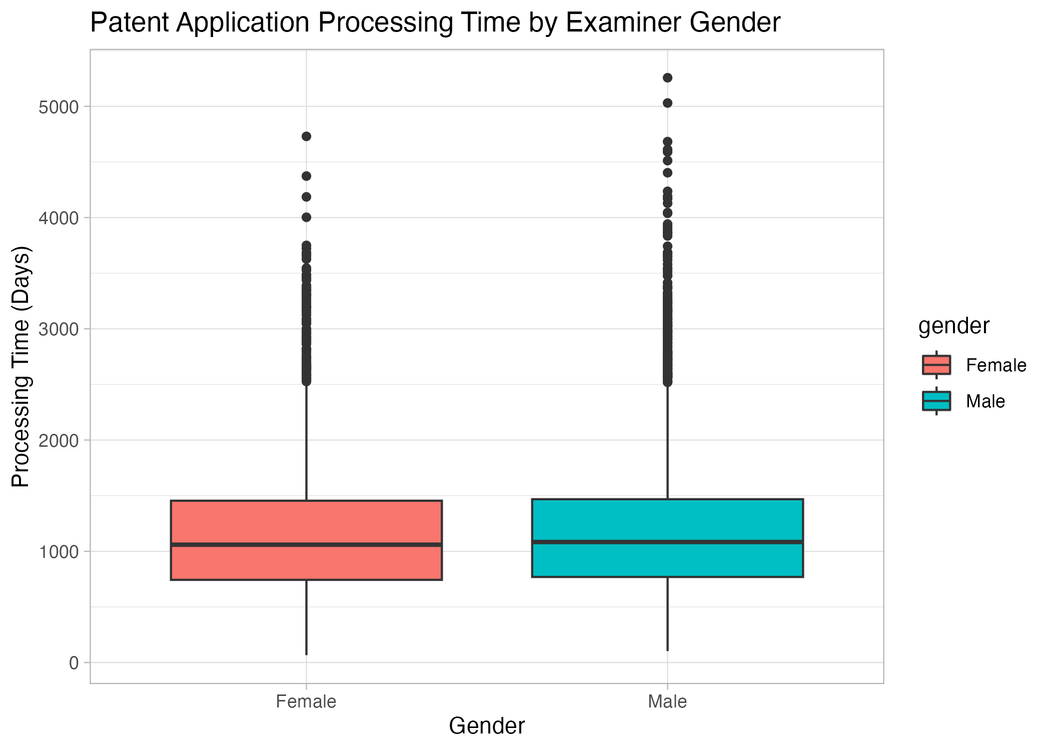 Patent Application Processing Time by Examiner Gender
Processing Time (Days)
5000
4000
3000
2000
1000
0
Female
Male
Gender
gender
Female
Male